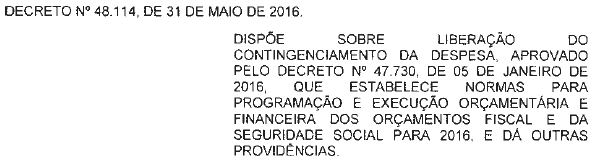 DECRETO Nº 48.114, DE 31 DE MAIO DE 2016.
DISPÕE SOBRE LIBERAÇÃO DO
CONTINGENCIAMENTO DA DESPESA, APROVADO
PELO DECRETO Nº 47.730, DE 05 DE JANEIRO DE
2016, QUE ESTABELECE NORMAS PARA
PROGRAMAÇÃO E EXECUÇÃO ORÇAMENTÁRIA E
FINANCEIRA DOS ORÇAMENTOS FISCAL E DA
SEGURIDADE SOCIAL PARA 2016, E DÁ OUTRAS
PROVIDÊNCIAS.